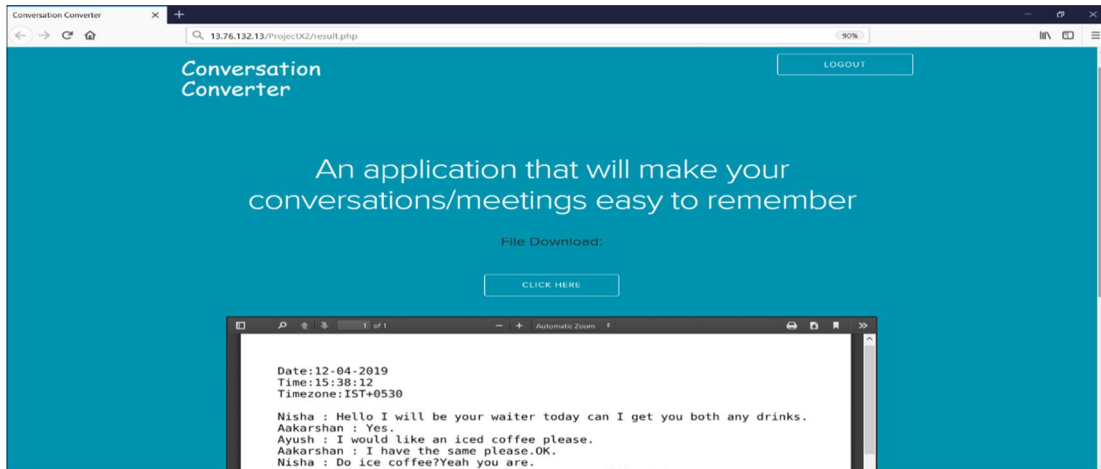 Conversation Converter
13.76.132.13/ProjectX2/result.php
90%
Conversation
Converter
LOGOUT
An application that will make your
conversations/meetings easy to remember
File Download:
CLICK HERE
1 of 1
Automatic Zoom
Date:12-04-2019
Time:15:38:12
Timezone:IST+0530
Nisha : Hello I will be your waiter today can I get you both any drinks.
Aakarshan : Yes.
Ayush : I would like an iced coffee please.
Aakarshan : I have the same please.OK.
Nisha : Do ice coffee?Yeah you are.